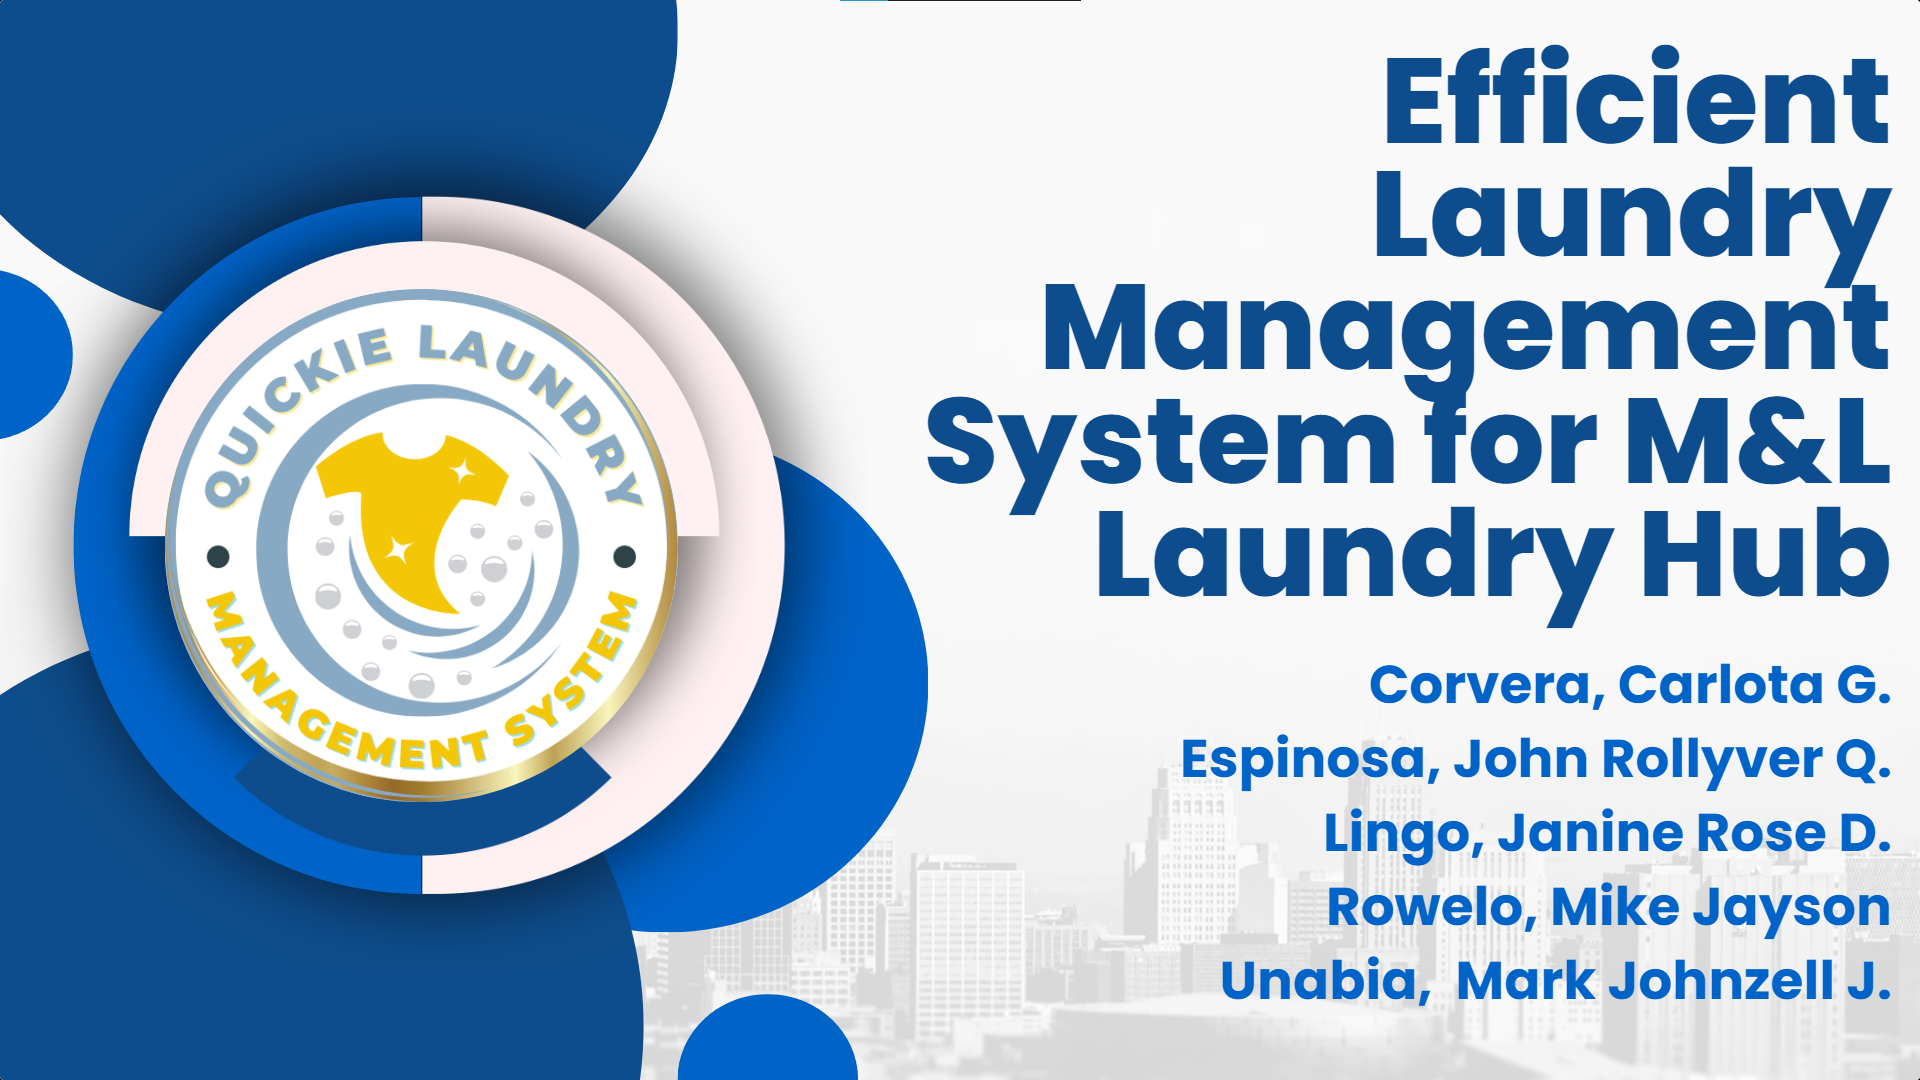 QUICKIE LAUNDRY
MANAGEMENT SYSTEM
Efficient
Laundry
Management
System for M&L
Laundry Hub
Corvera, Carlota G.
Espinosa, John Rollyver Q.
Lingo, Janine Rose D.
Rowelo, Mike Jayson
Unabia, Mark Johnzell J.